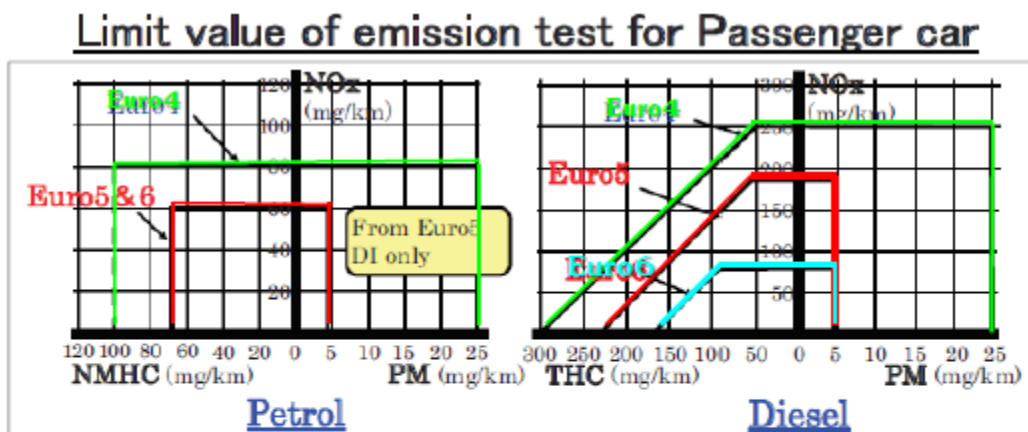 Limit value of emission test for Passenger car
120
NOx
(mg/km)
Euro4
100
80
Euro5&6
60
From Euro5
DI only
40
20
120 100 80 60 40 20 0 5 10 15 20 25
NMHC (mg/km) PM (mg/km)
Petrol
300
NOx
(mg/km)
Euro4
250
200
Euro5
150
100
Euro6
50
300 250 200 150 100 50 0 5 10 15 20 25
THC (mg/km) PM (mg/km)
Diesel